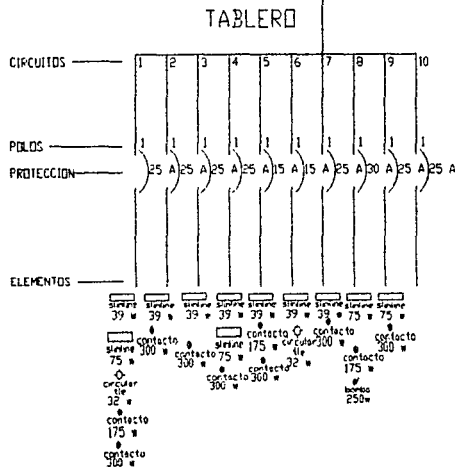 TABLERO
CIRCUITOS 1 2 3 4 5 6 7 8 9 10
POLOS 1 1 1 1 1 1 1 1 1 1
PROTECCION 25 A 25 A 25 A 25 A 15 A 15 A 25 A 30 A 25 A 25 A
ELEMENTOS
slimline slimline slimline slimline slimline slimline slimline slimline slimline
39 w 39 w 39 w 39 w 39 w 39 w 39 w 75 w 75 w
slimline
75 w
circular
32 w
contacto
175 w
contacto
300 w
contacto
300 w
contacto
300 w
slimline
75 w
contacto
300 w
contacto
175 w
contacto
300 w
circular
32 w
contacto
300 w
contacto
175 w
bomba
250w
contacto
300 w